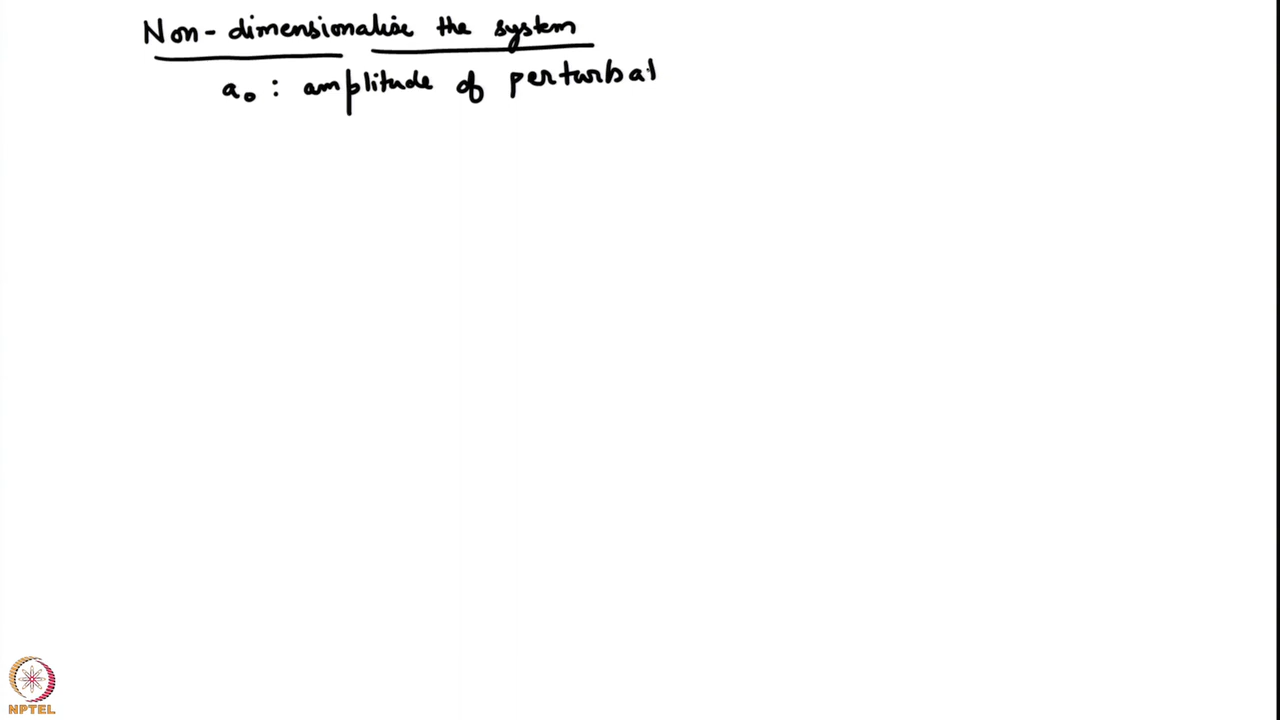 Non-dimensionalise the system
a₀ : amplitude of perturbat
NPTEL